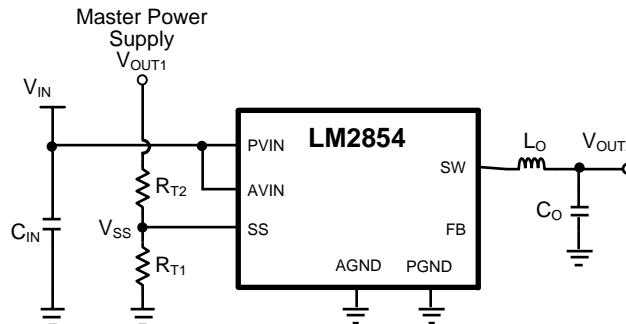 Master Power
Supply
VOUT1
VIN
LM2854
PVIN
AVIN
SS
SW
FB
AGND
PGND
RT2
VSS
RT1
CIN
LO
CO